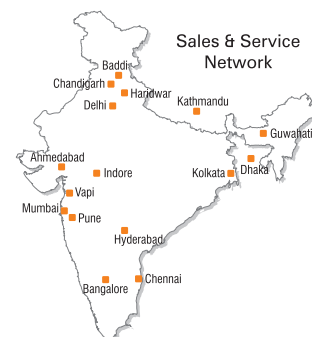 Sales & Service
Network
Baddi
Chandigarh
Haridwar
Delhi
Kathmandu
Guwahati
Ahmedabad
Indore
Kolkata
Dhaka
Vapi
Mumbai
Pune
Hyderabad
Bangalore
Chennai